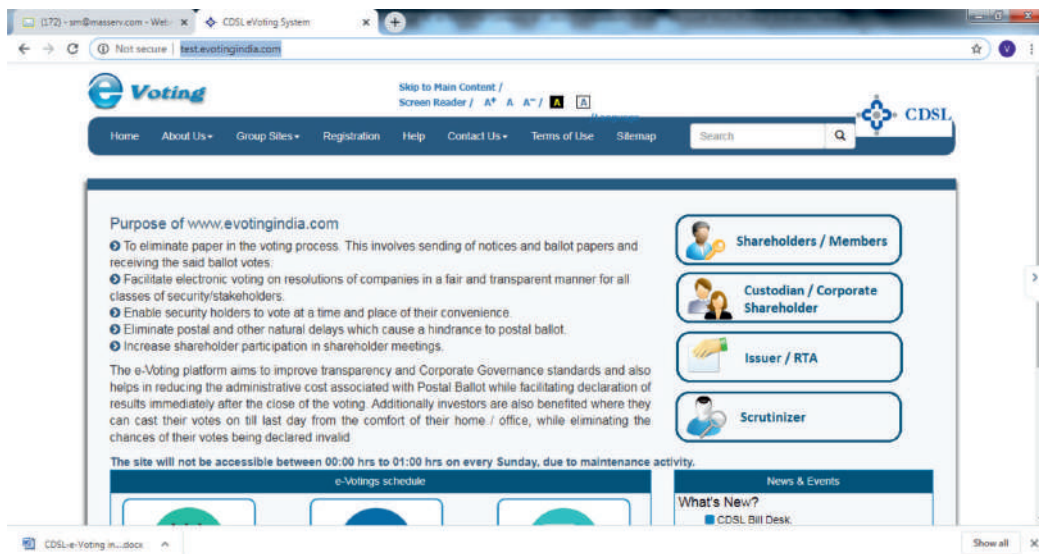 (172) - sm@masserv.com - Web
CDSL eVoting System
Not secure | test.evotingindia.com
e Voting
Skip to Main Content /
Screen Reader / A+ A A- / A A
CDSL
Home About Us Group Sites Registration Help Contact Us Terms of Use Sitemap Search
Purpose of www.evotingindia.com
To eliminate paper in the voting process. This involves sending of notices and ballot papers and
receiving the said ballot votes.
Facilitate electronic voting on resolutions of companies in a fair and transparent manner for all
classes of security/stakeholders.
Enable security holders to vote at a time and place of their convenience.
Eliminate postal and other natural delays which cause a hindrance to postal ballot.
Increase shareholder participation in shareholder meetings.
The e-Voting platform aims to improve transparency and Corporate Governance standards and also
helps in reducing the administrative cost associated with Postal Ballot while facilitating declaration of
results immediately after the close of the voting. Additionally investors are also benefited where they
can cast their votes on till last day from the comfort of their home / office, while eliminating the
chances of their votes being declared invalid
Shareholders / Members
Custodian / Corporate
Shareholder
Issuer / RTA
Scrutinizer
The site will not be accessible between 00:00 hrs to 01:00 hrs on every Sunday, due to maintenance activity.
e-Votings schedule
News & Events
What's New?
CDSL Bill Desk.
CDSL-e-Voting in....docx
Show all